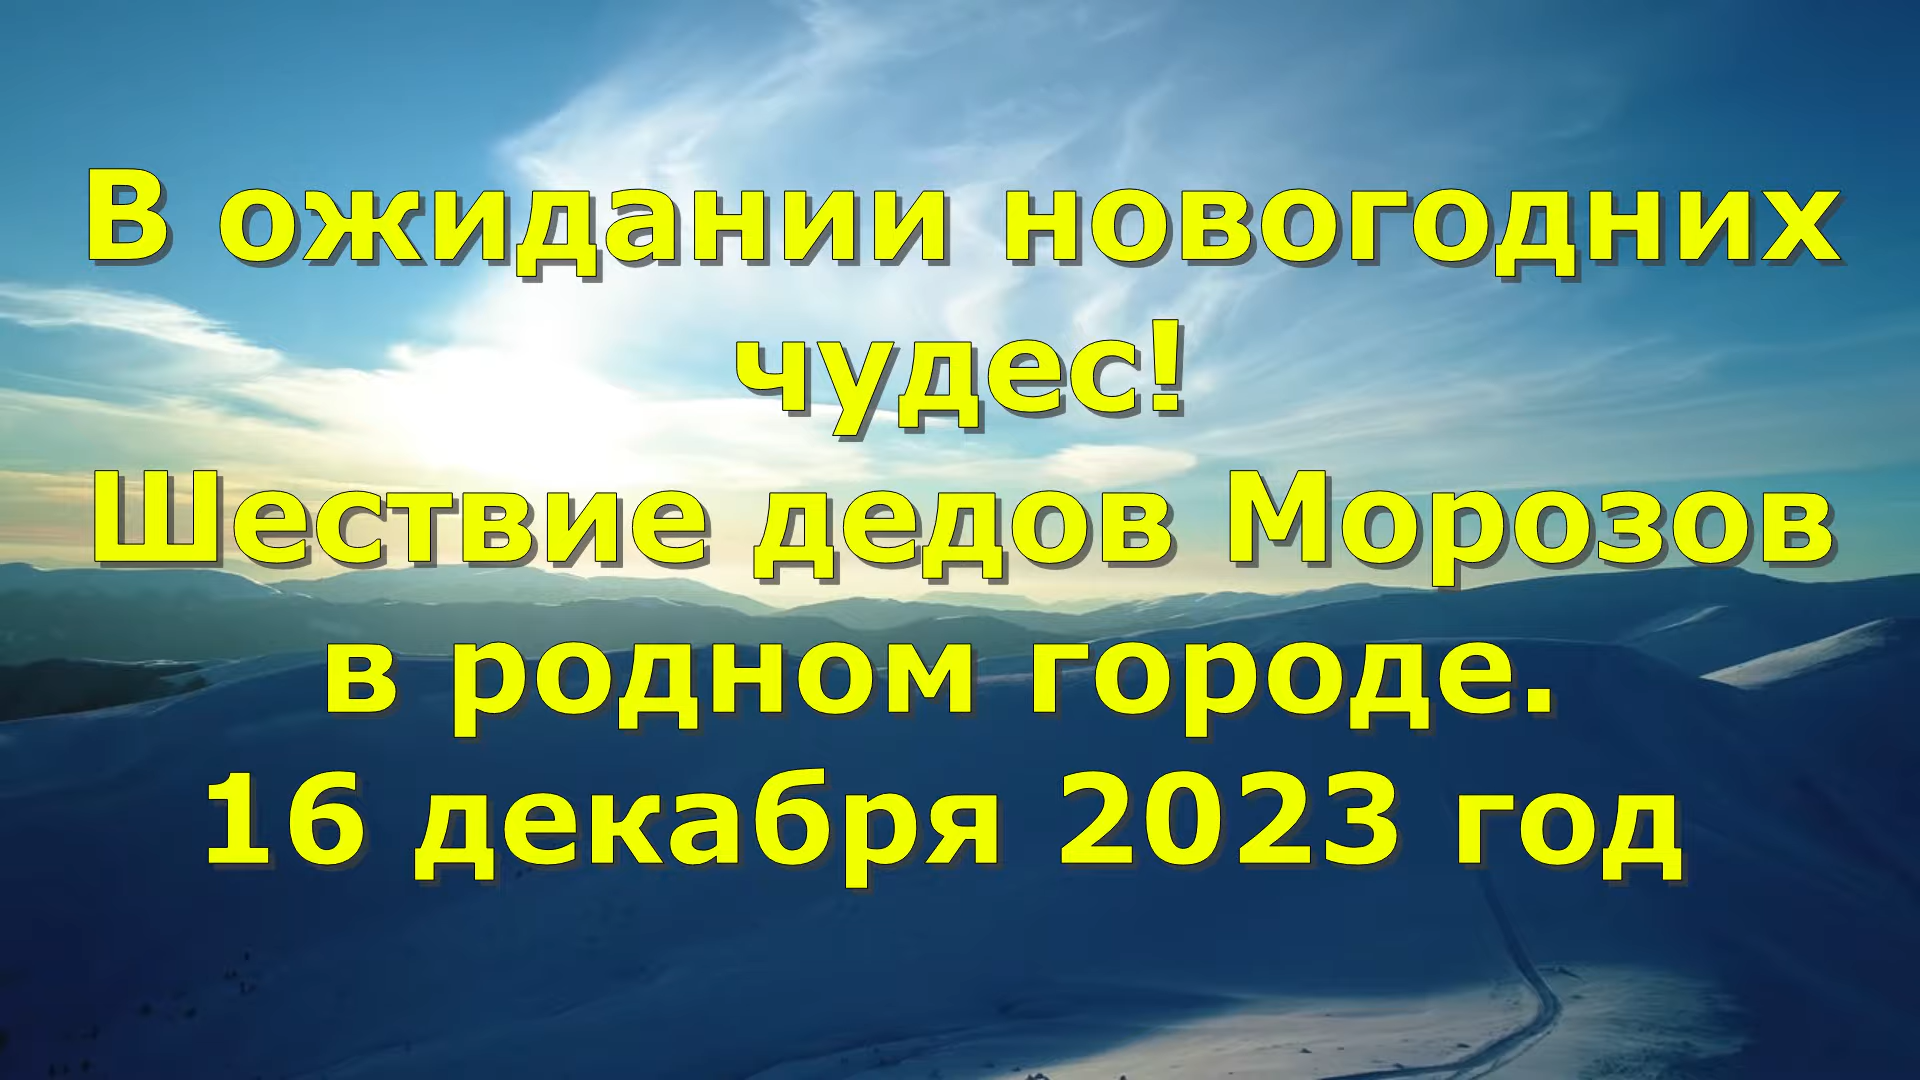 В ожидании новогодних
чудес!
Шествие дедов Морозов
в родном городе.
16 декабря 2023 год